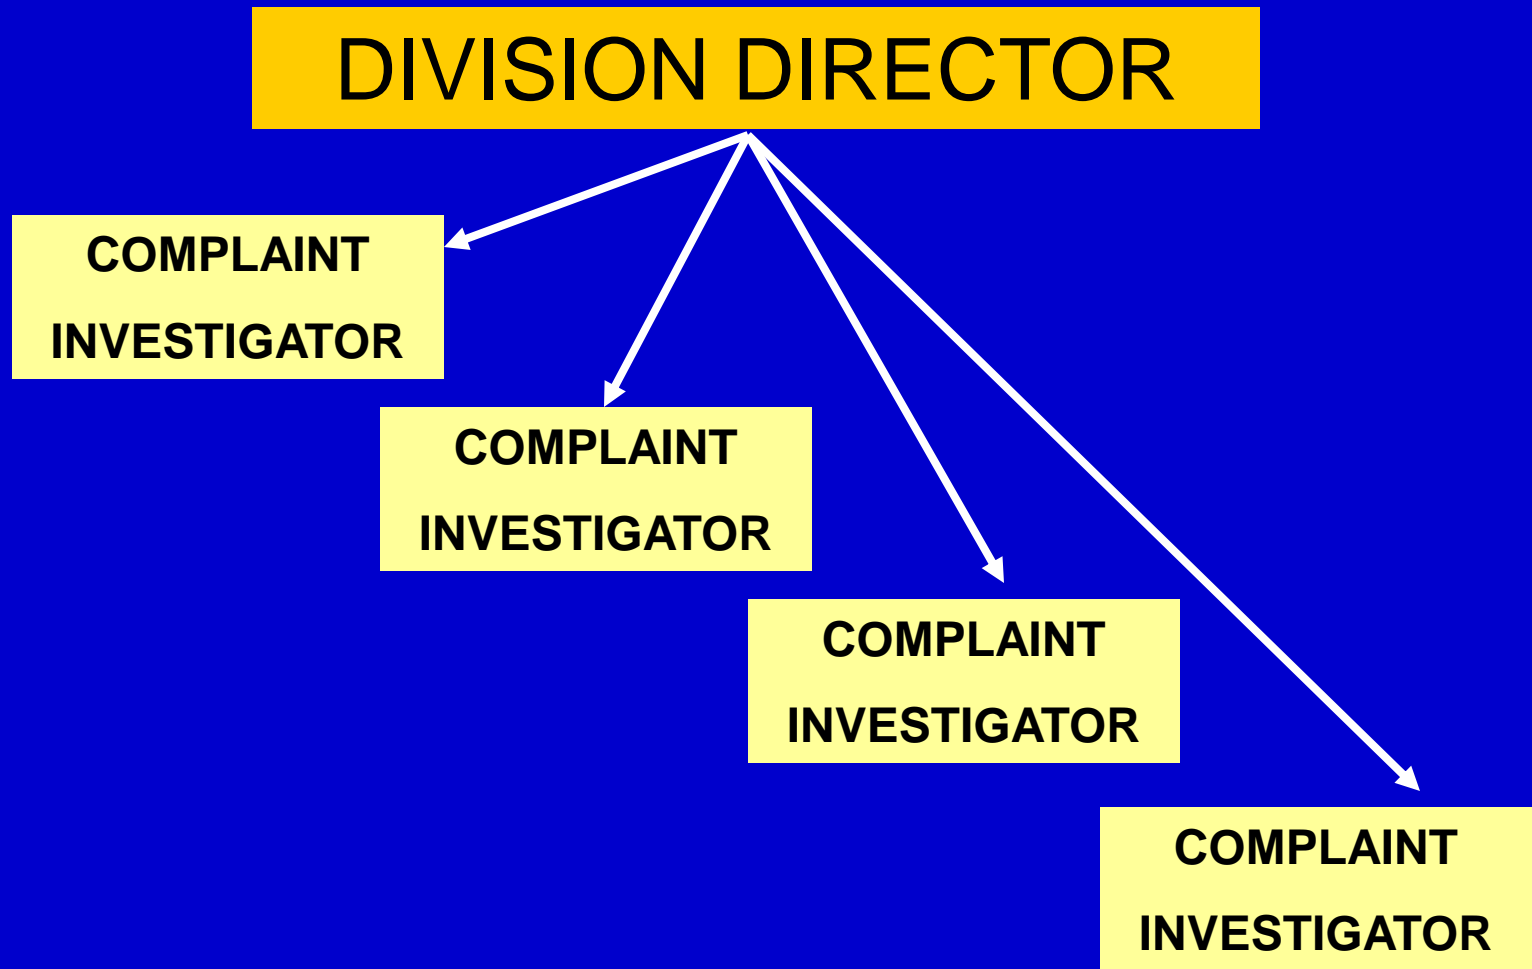 DIVISION DIRECTOR
COMPLAINT
INVESTIGATOR
COMPLAINT
INVESTIGATOR
COMPLAINT
INVESTIGATOR
COMPLAINT
INVESTIGATOR